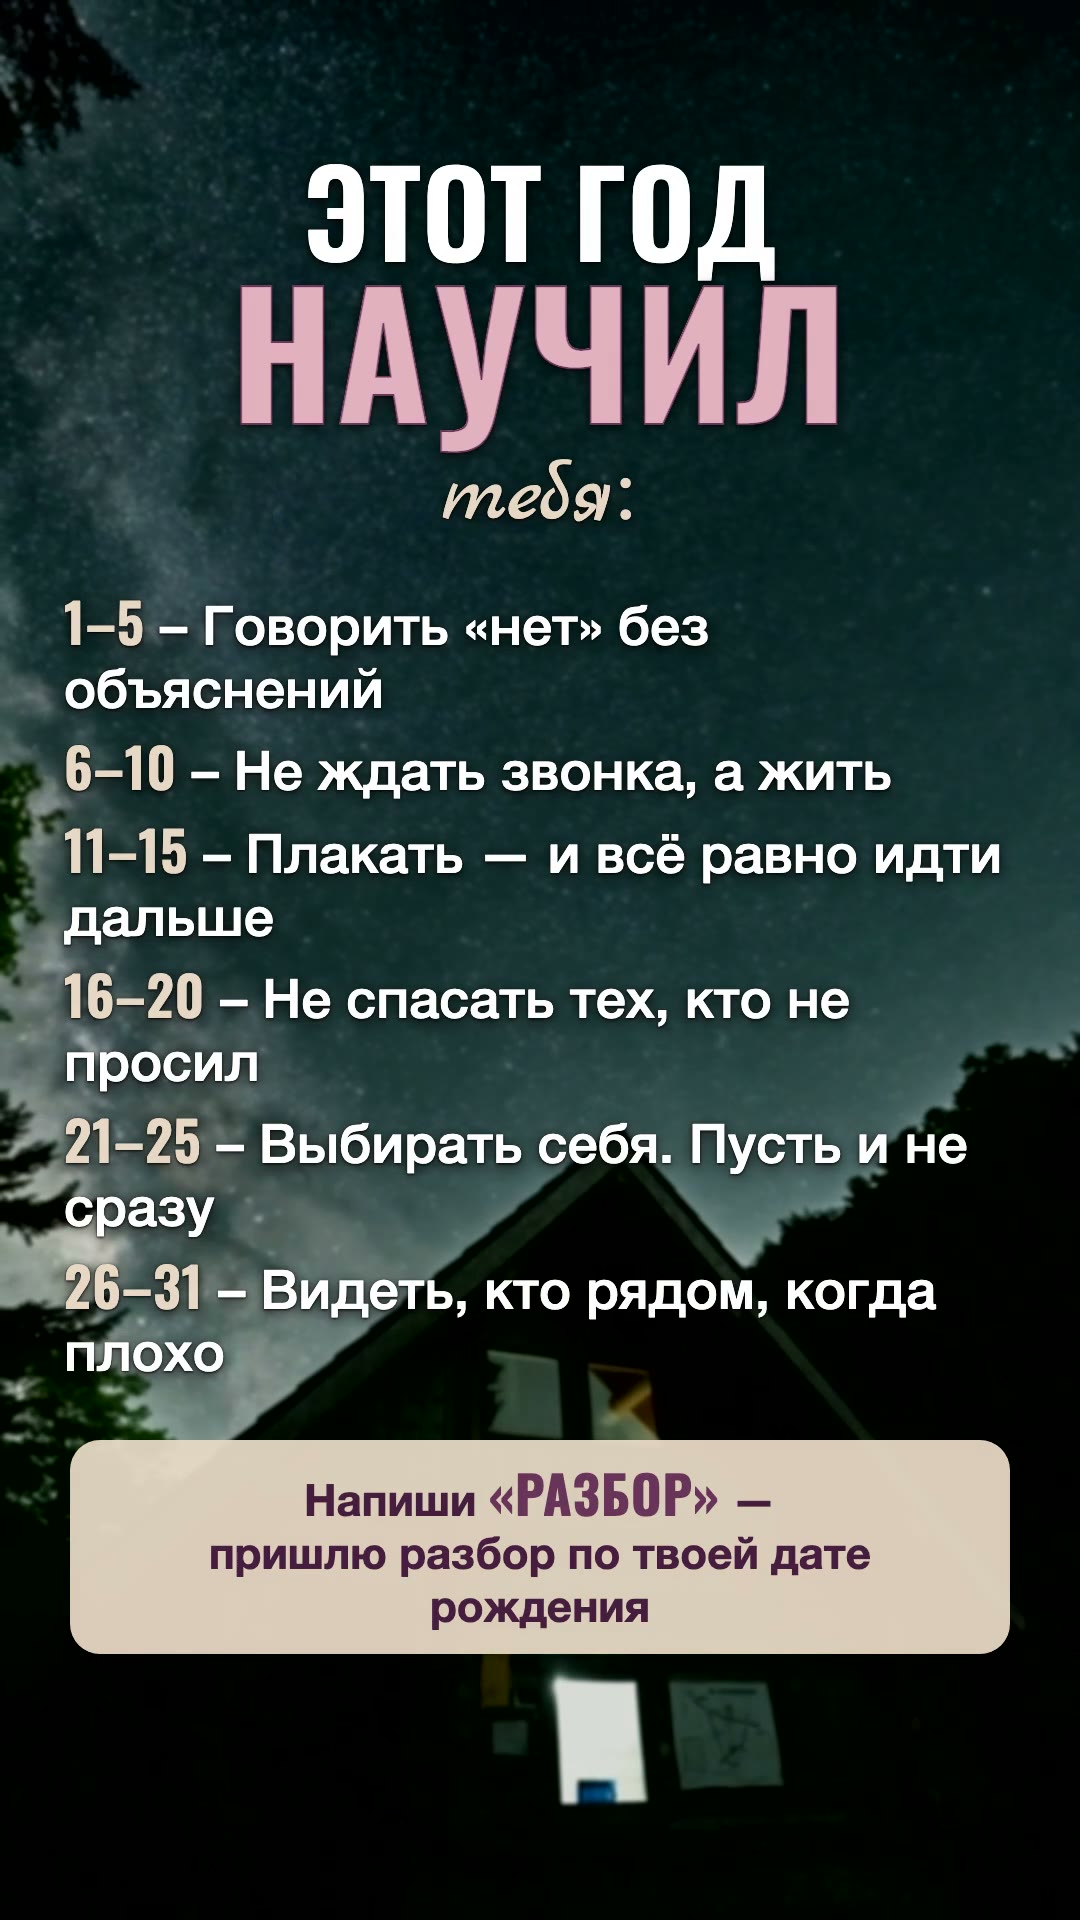 ЭТОТ ГОД
НАУЧИЛ
тебя:
1–5 – Говорить «нет» без
объяснений
6–10 – Не ждать звонка, а жить
11–15 – Плакать — и всё равно идти
дальше
16–20 – Не спасать тех, кто не
просил
21–25 – Выбирать себя. Пусть и не
сразу
26–31 – Видеть, кто рядом, когда
плохо
Напиши «РАЗБОР» —
пришлю разбор по твоей дате
рождения